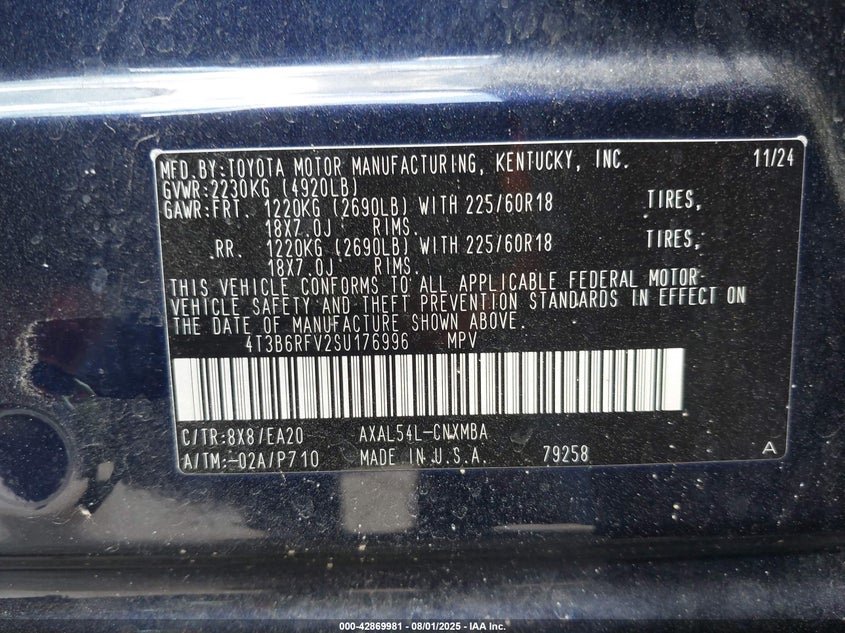 MFD.BY:TOYOTA MOTOR MANUFACTURING, KENTUCKY, INC. 11/24
GVWR:2230KG (4920LB)
GAWR:FRT. 1220KG (2690LB) WITH 225/60R18 TIRES,
18X7.0J RIMS.
RR. 1220KG (2690LB) WITH 225/60R18 TIRES,
18X7.0J RIMS.
THIS VEHICLE CONFORMS TO ALL APPLICABLE FEDERAL MOTOR
VEHICLE SAFETY AND THEFT PREVENTION STANDARDS IN EFFECT ON
THE DATE OF MANUFACTURE SHOWN ABOVE.
4T3B6RFV2SU176996 MPV
C/TR:8X8/EA20 AXAL54L-CNXMBA
A/TM:-02A/P710 MADE IN U.S.A. 79258 A
000-42869981 - 08/01/2025 - IAA Inc.